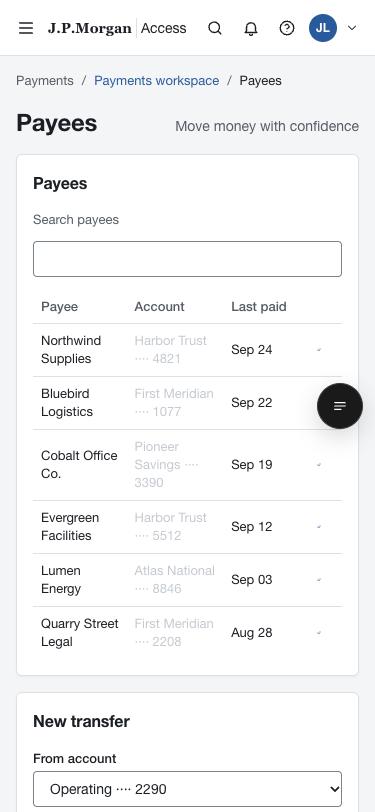 J.P.Morgan Access JL
Payments / Payments workspace / Payees
Payees Move money with confidence
Payees
Search payees
Payee Account Last paid
Northwind Supplies Harbor Trust ···· 4821 Sep 24
Bluebird Logistics First Meridian ···· 1077 Sep 22
Cobalt Office Co. Pioneer Savings ···· 3390 Sep 19
Evergreen Facilities Harbor Trust ···· 5512 Sep 12
Lumen Energy Atlas National ···· 8846 Sep 03
Quarry Street Legal First Meridian ···· 2208 Aug 28
New transfer
From account
Operating ···· 2290